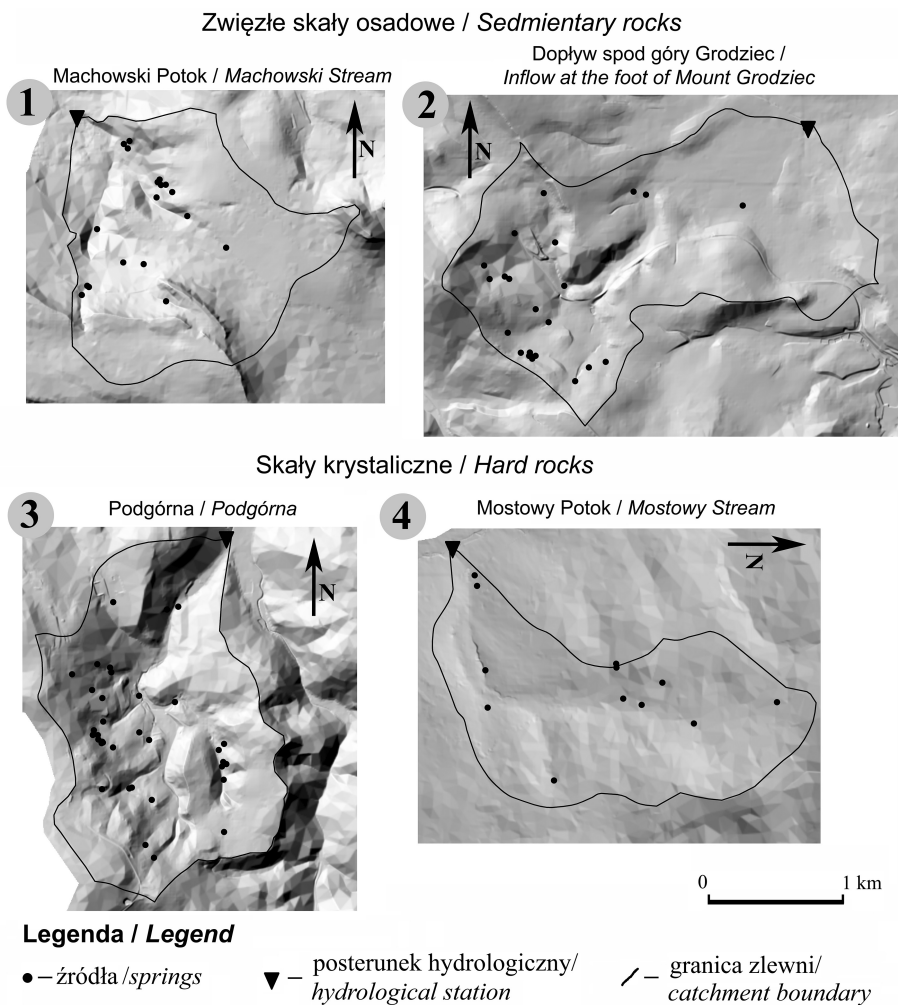 Zwięzłe skały osadowe / Sedmientary rocks
Machowski Potok / Machowski Stream
Dopływ spod góry Grodziec /
Inflow at the foot of Mount Grodziec
1
N
2
N
Skały krystaliczne / Hard rocks
3
Podgórna / Podgórna
N
4
Mostowy Potok / Mostowy Stream
N
0 1 km
Legenda / Legend
– źródła /springs
– posterunek hydrologiczny/
hydrological station
– granica zlewni/
catchment boundary